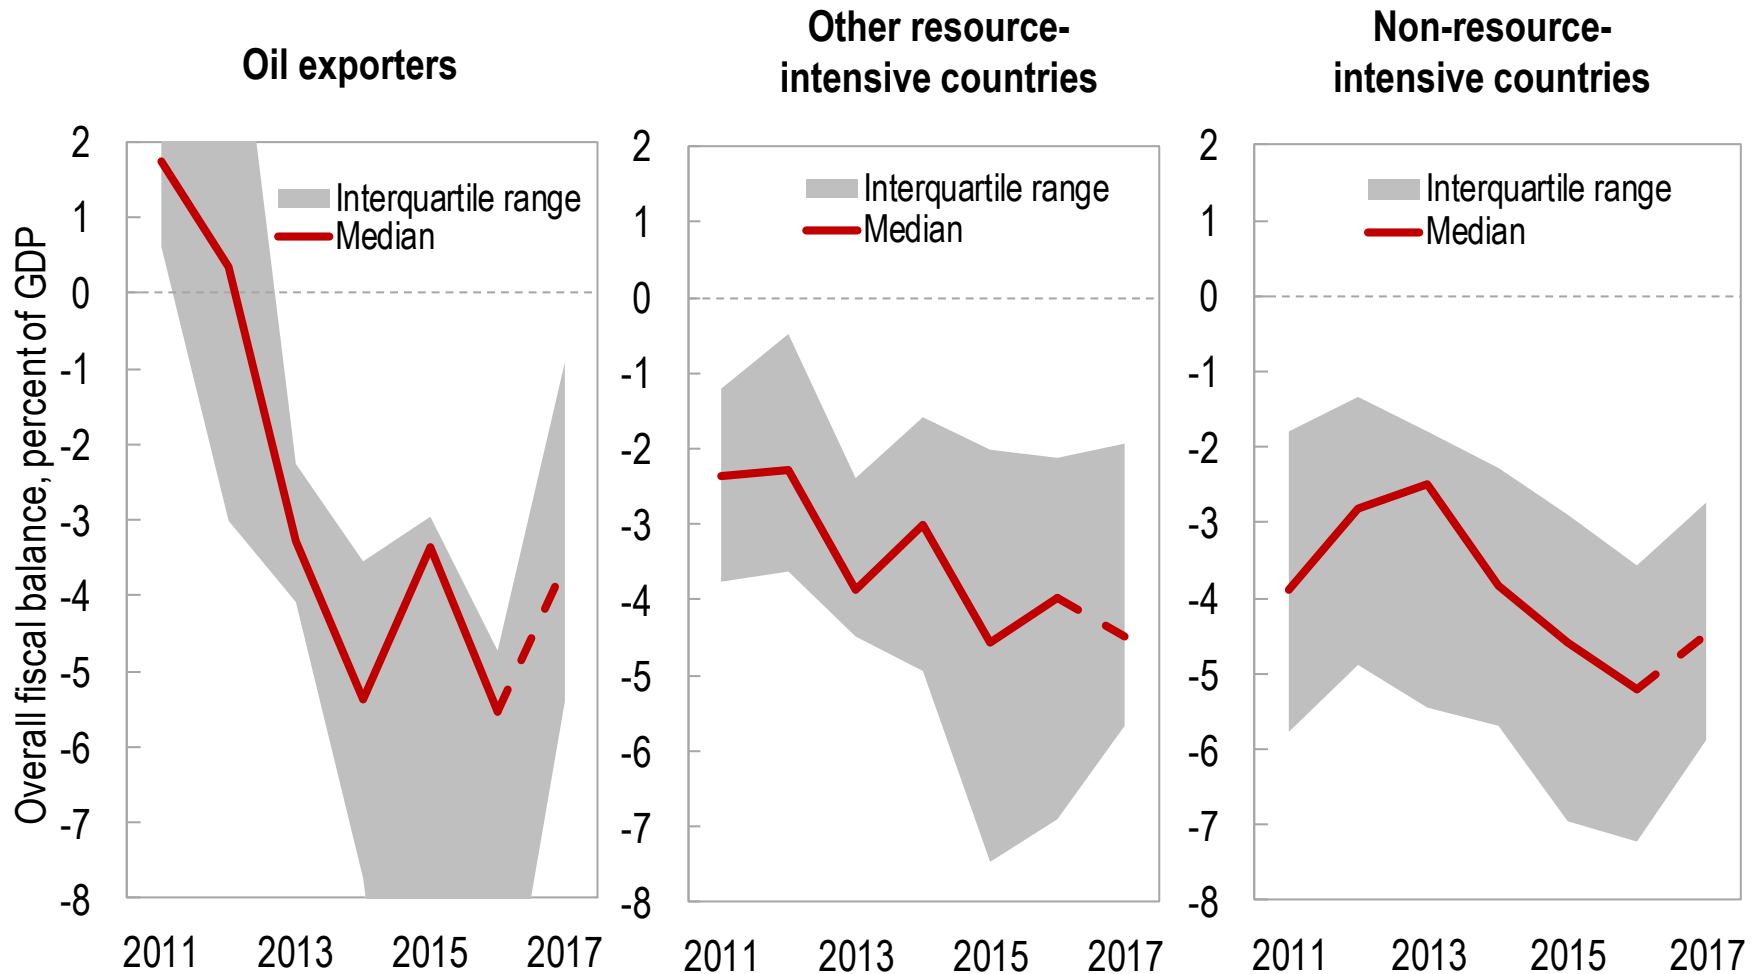 Oil exporters
Other resource-
intensive countries
Non-resource-
intensive countries
Overall fiscal balance, percent of GDP
2
1
0
-1
-2
-3
-4
-5
-6
-7
-8
Interquartile range
Median
2011 2013 2015 2017
2
1
0
-1
-2
-3
-4
-5
-6
-7
-8
Interquartile range
Median
2011 2013 2015 2017
2
1
0
-1
-2
-3
-4
-5
-6
-7
-8
Interquartile range
Median
2011 2013 2015 2017